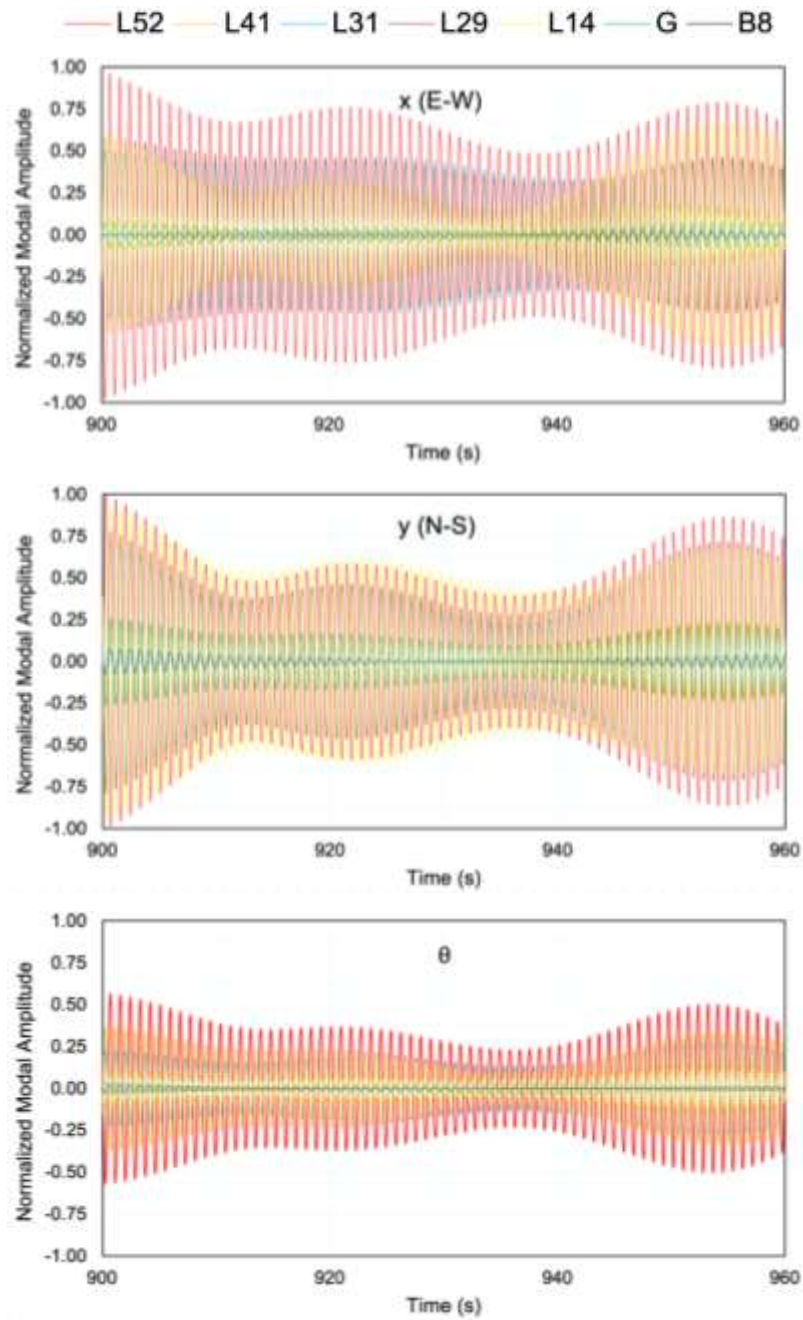 L52 L41 L31 L29 L14 G B8
1.00
x (E-W)
0.75
0.50
0.25
0.00
-0.25
-0.50
-0.75
-1.00
Normalized Modal Amplitude
900 920 940 960
Time (s)
1.00
y (N-S)
0.75
0.50
0.25
0.00
-0.25
-0.50
-0.75
-1.00
Normalized Modal Amplitude
900 920 940 960
Time (s)
1.00
θ
0.75
0.50
0.25
0.00
-0.25
-0.50
-0.75
-1.00
Normalized Modal Amplitude
900 920 940 960
Time (s)